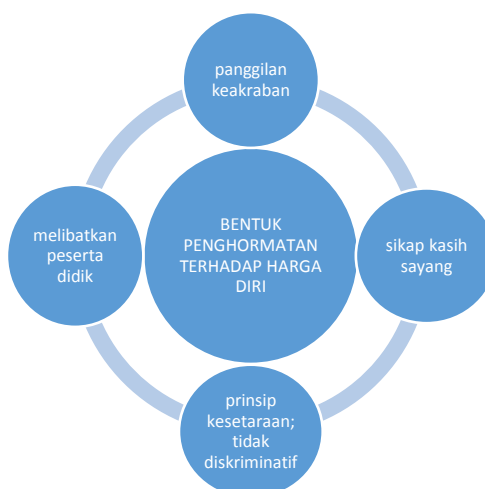 panggilan
keakraban
melibatkan
peserta
didik
BENTUK
PENGHORMATAN
TERHADAP HARGA
DIRI
sikap kasih
sayang
prinsip
kesetaraan;
tidak
diskriminatif